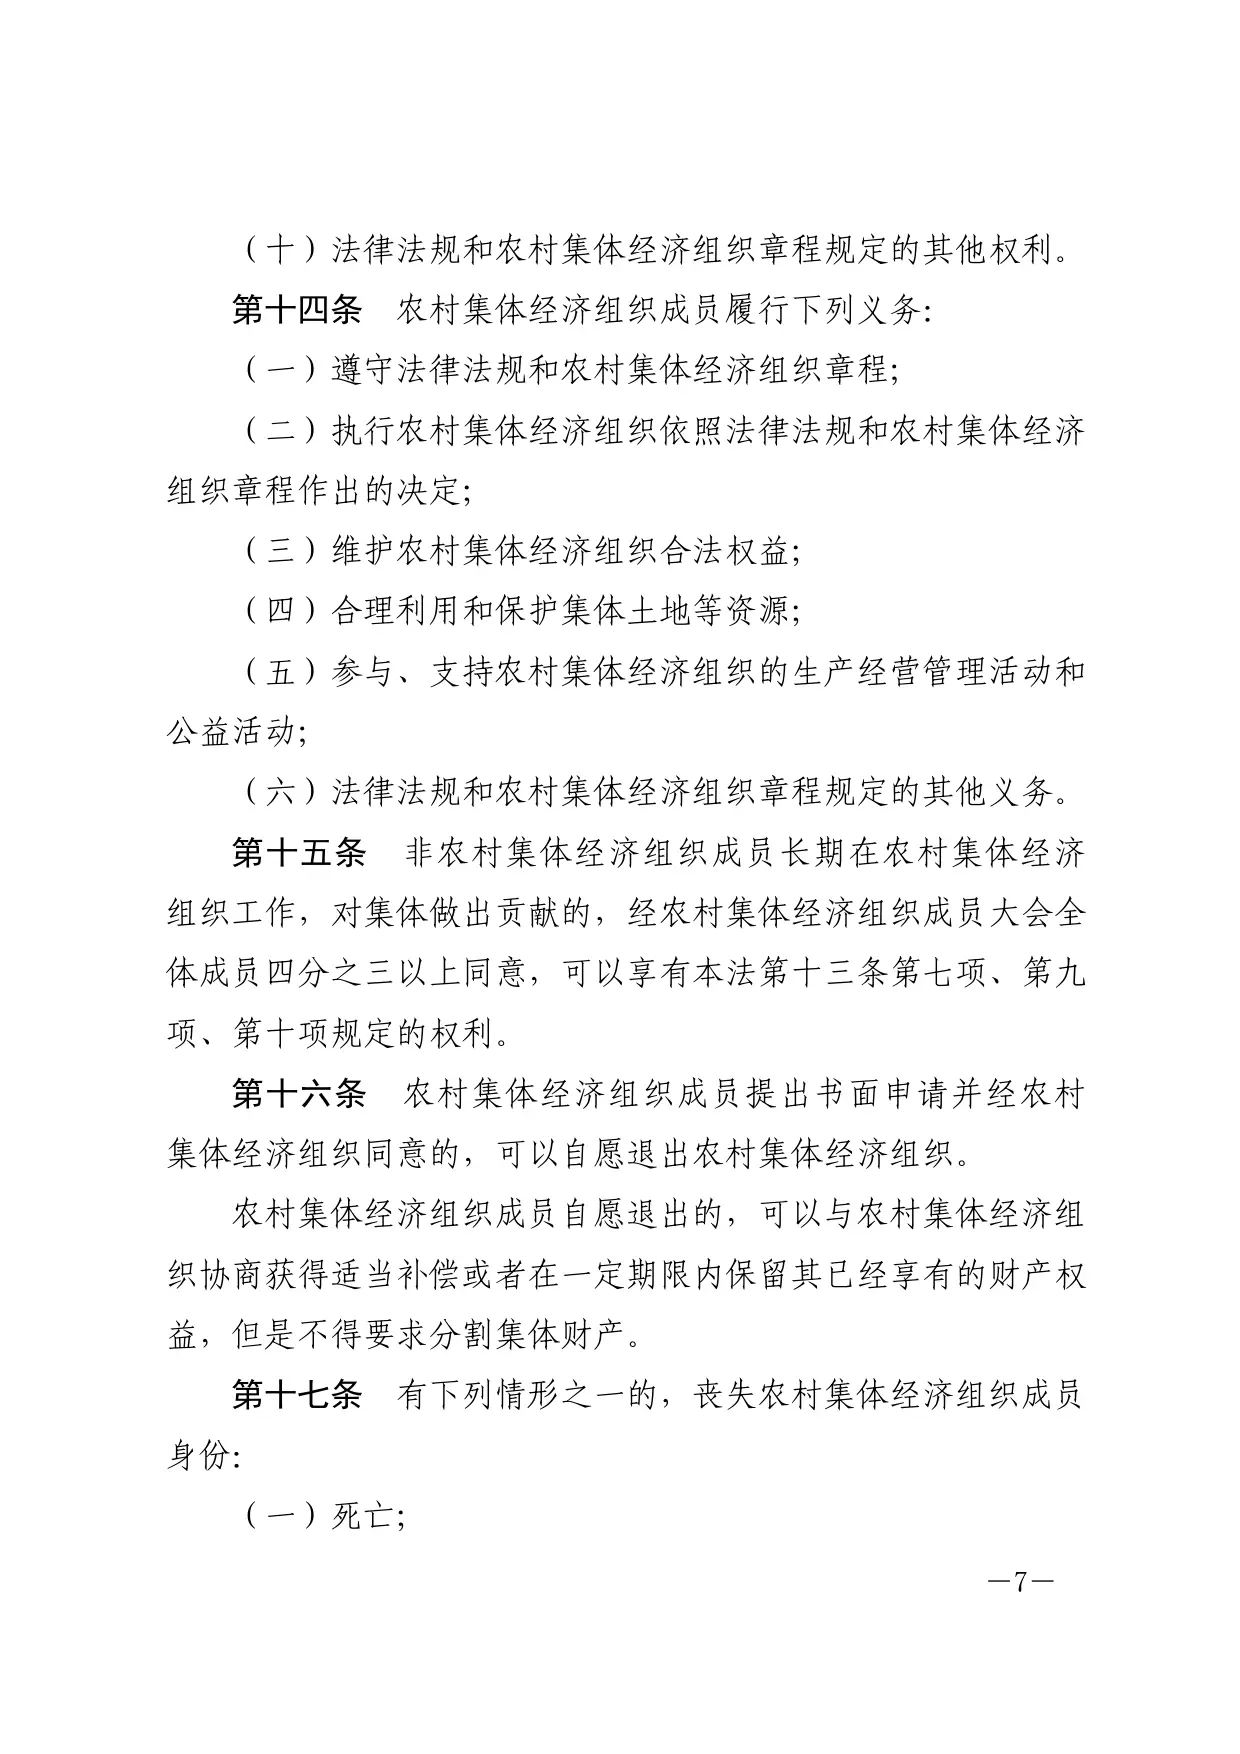 （十）法律法规和农村集体经济组织章程规定的其他权利。
第十四条　农村集体经济组织成员履行下列义务：
（一）遵守法律法规和农村集体经济组织章程；
（二）执行农村集体经济组织依照法律法规和农村集体经济
组织章程作出的决定；
（三）维护农村集体经济组织合法权益；
（四）合理利用和保护集体土地等资源；
（五）参与、支持农村集体经济组织的生产经营管理活动和
公益活动；
（六）法律法规和农村集体经济组织章程规定的其他义务。
第十五条　非农村集体经济组织成员长期在农村集体经济
组织工作，对集体做出贡献的，经农村集体经济组织成员大会全
体成员四分之三以上同意，可以享有本法第十三条第七项、第九
项、第十项规定的权利。
第十六条　农村集体经济组织成员提出书面申请并经农村
集体经济组织同意的，可以自愿退出农村集体经济组织。
农村集体经济组织成员自愿退出的，可以与农村集体经济组
织协商获得适当补偿或者在一定期限内保留其已经享有的财产权
益，但是不得要求分割集体财产。
第十七条　有下列情形之一的，丧失农村集体经济组织成员
身份：
（一）死亡；
—7—